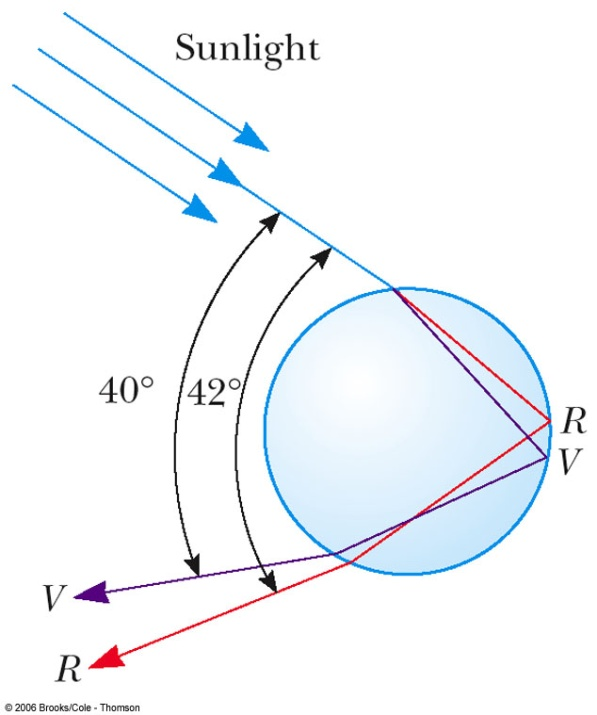 Sunlight
40°
42°
R
V
V
R
© 2006 Brooks/Cole - Thomson